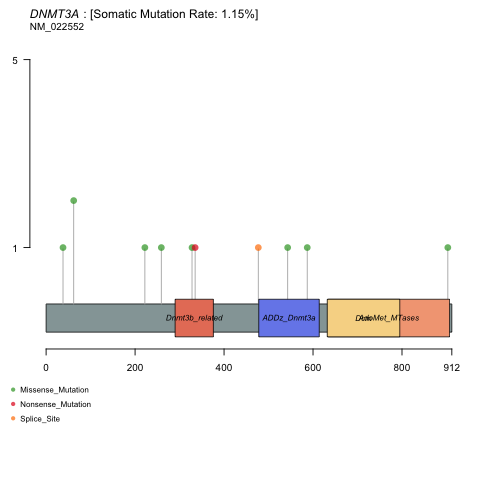 DNMT3A : [Somatic Mutation Rate: 1.15%]
NM_022552
5
1
Dnmt3b_related
ADDz_Dnmt3a
AdoMet_MTases
0
200
400
600
800
912
Missense_Mutation
Nonsense_Mutation
Splice_Site